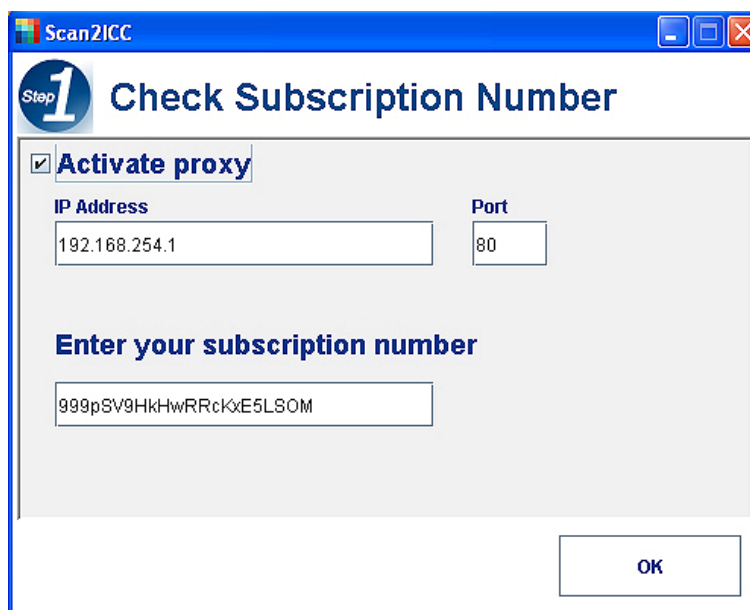 Scan2ICC
Step 1 Check Subscription Number
Activate proxy
IP Address Port
192.168.254.1 80
Enter your subscription number
999pSV9HkHwRRcKxE5LSOM
OK